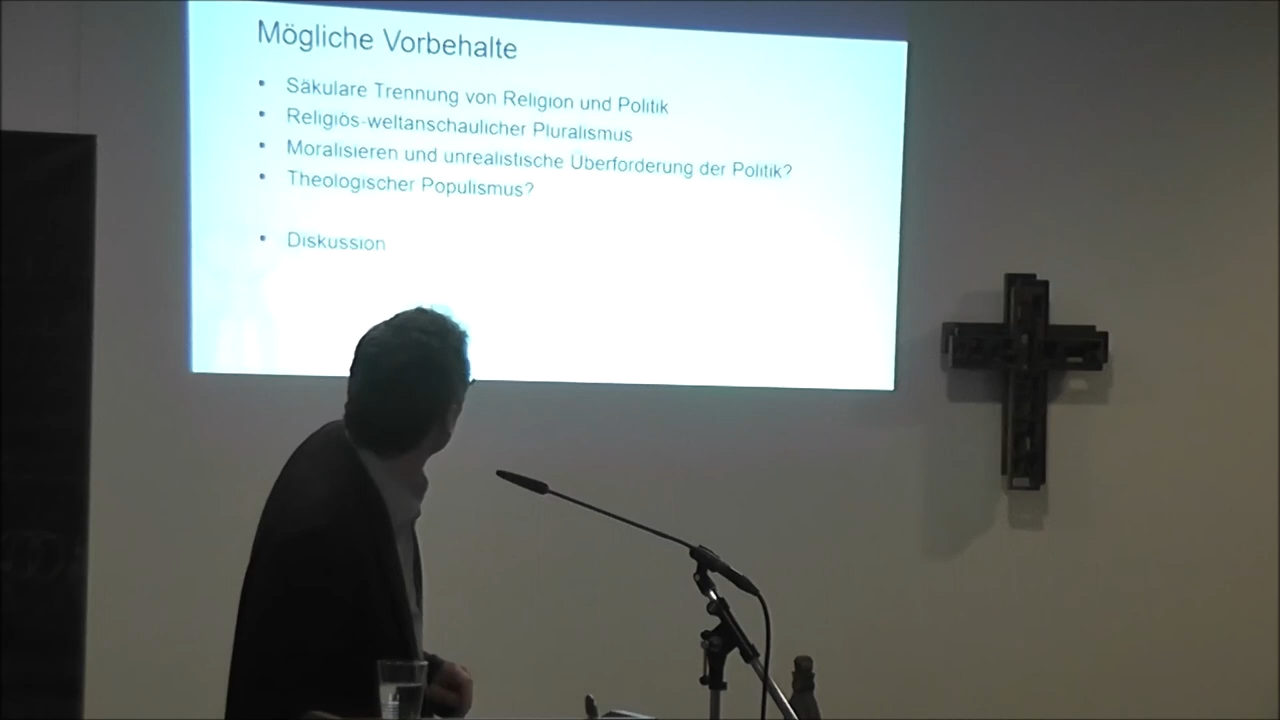 Mögliche Vorbehalte
• Säkulare Trennung von Religion und Politik
• Religiös-weltanschaulicher Pluralismus
• Moralisieren und unrealistische Überforderung der Politik?
• Theologischer Populismus?
• Diskussion